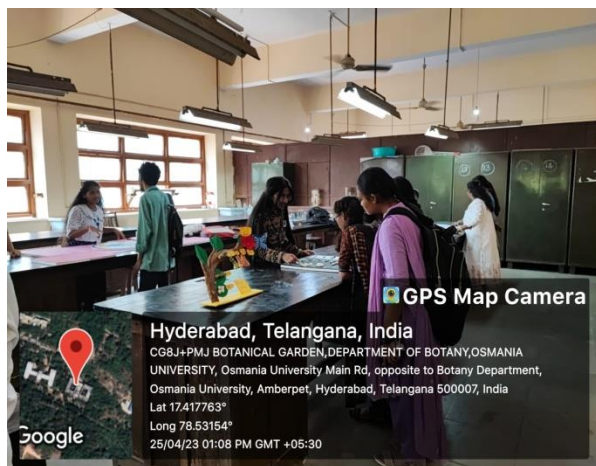 GPS Map Camera
Hyderabad, Telangana, India
CG8J+PMJ BOTANICAL GARDEN,DEPARTMENT OF BOTANY,OSMANIA
UNIVERSITY, Osmania University Main Rd, opposite to Botany Department,
Osmania University, Amberpet, Hyderabad, Telangana 500007, India
Lat 17.417763°
Long 78.53154°
25/04/23 01:08 PM GMT +05:30
Google